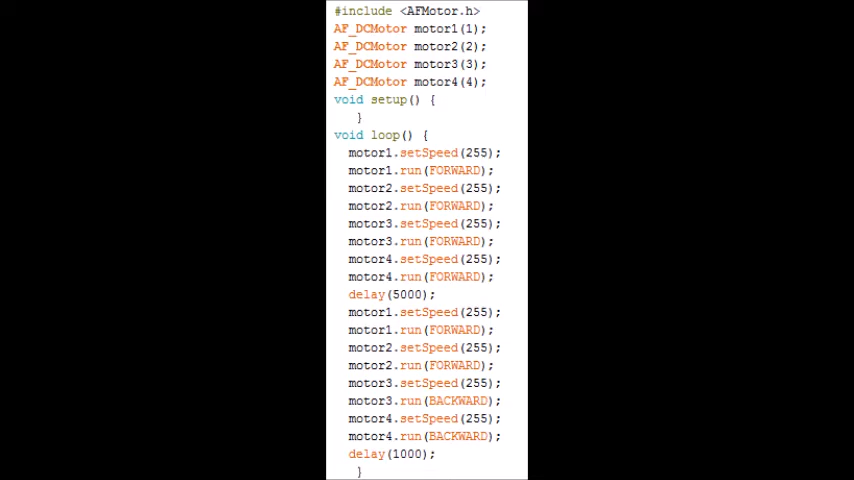 #include <AFMotor.h>
AF_DCMotor motor1(1);
AF_DCMotor motor2(2);
AF_DCMotor motor3(3);
AF_DCMotor motor4(4);
void setup() {
}
void loop() {
motor1.setSpeed(255);
motor1.run(FORWARD);
motor2.setSpeed(255);
motor2.run(FORWARD);
motor3.setSpeed(255);
motor3.run(FORWARD);
motor4.setSpeed(255);
motor4.run(FORWARD);
delay(5000);
motor1.setSpeed(255);
motor1.run(FORWARD);
motor2.setSpeed(255);
motor2.run(FORWARD);
motor3.setSpeed(255);
motor3.run(BACKWARD);
motor4.setSpeed(255);
motor4.run(BACKWARD);
delay(1000);
}